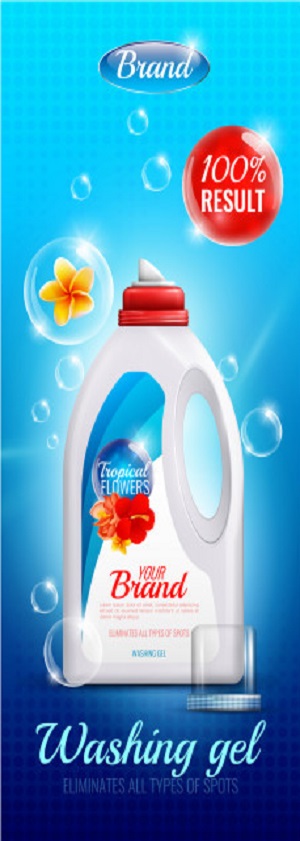 Brand
100%
RESULT
Tropical
FLOWERS
YOUR
Brand
ELIMINATES ALL TYPES OF SPOTS
WASHING GEL
Washing gel
ELIMINATES ALL TYPES OF SPOTS